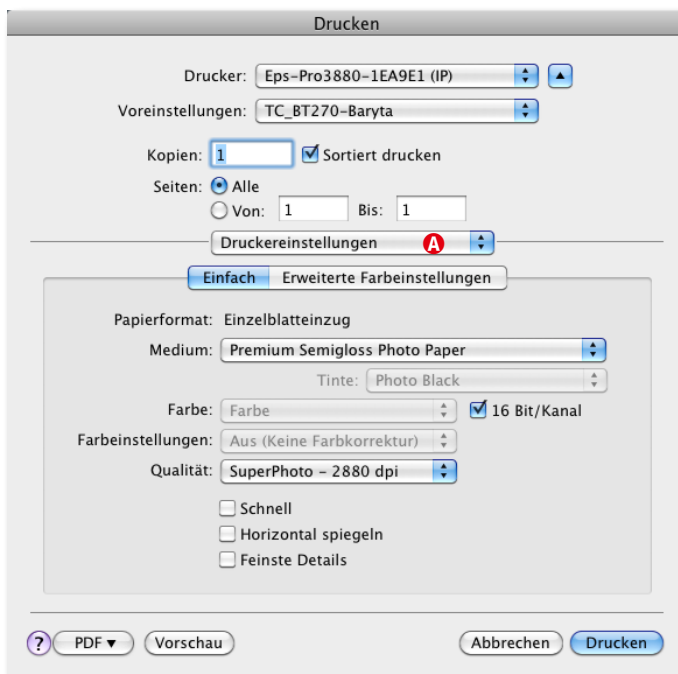 Drucken
Drucker: Eps-Pro3880-1EA9E1 (IP)
Voreinstellungen: TC_BT270-Baryta
Kopien: 1 Sortiert drucken
Seiten: Alle
Von: 1 Bis: 1
Druckereinstellungen A
Einfach Erweiterte Farbeinstellungen
Papierformat: Einzelblatteinzug
Medium: Premium Semigloss Photo Paper
Tinte: Photo Black
Farbe: Farbe 16 Bit/Kanal
Farbeinstellungen: Aus (Keine Farbkorrektur)
Qualität: SuperPhoto – 2880 dpi
Schnell
Horizontal spiegeln
Feinste Details
? PDF ▼ Vorschau Abbrechen Drucken